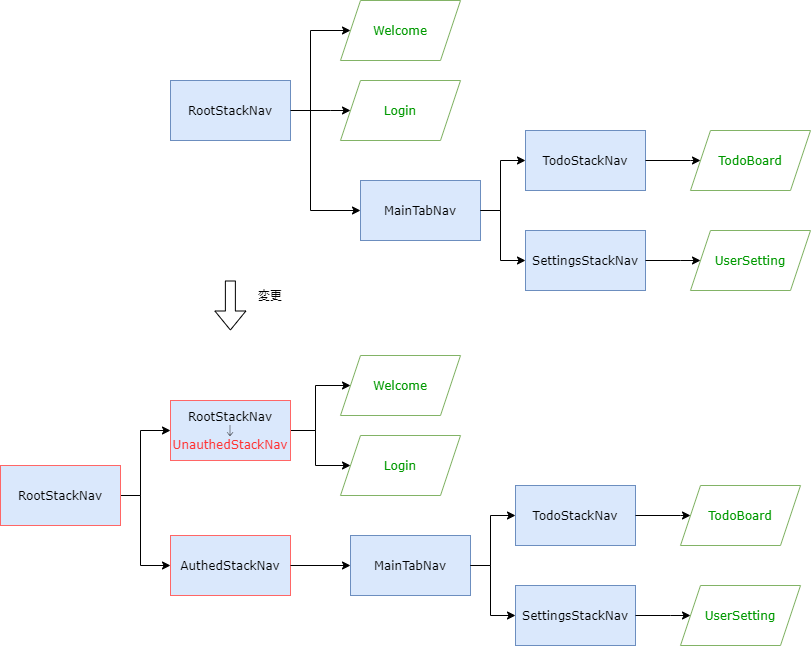 Welcome
RootStackNav
Login
TodoStackNav
TodoBoard
MainTabNav
SettingsStackNav
UserSetting
変更
Welcome
RootStackNav
↓
UnauthedStackNav
Login
RootStackNav
TodoStackNav
TodoBoard
AuthedStackNav
MainTabNav
SettingsStackNav
UserSetting